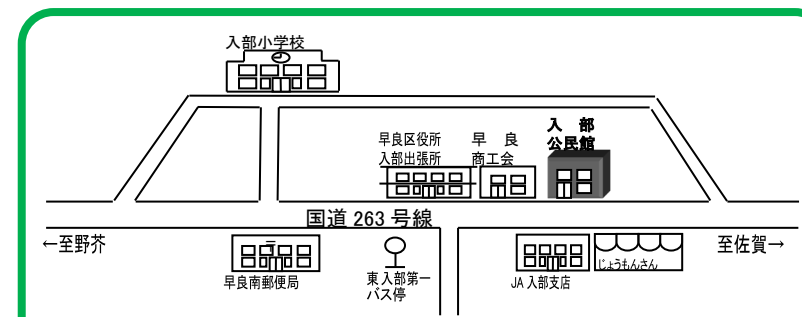 入部小学校
入 部
公民館
早良区役所
入部出張所
早 良
商工会
国道 263 号線
←至野芥
至佐賀→
〒
早良南郵便局
東入部第一
バス停
JA 入部支店
じょうもんさん